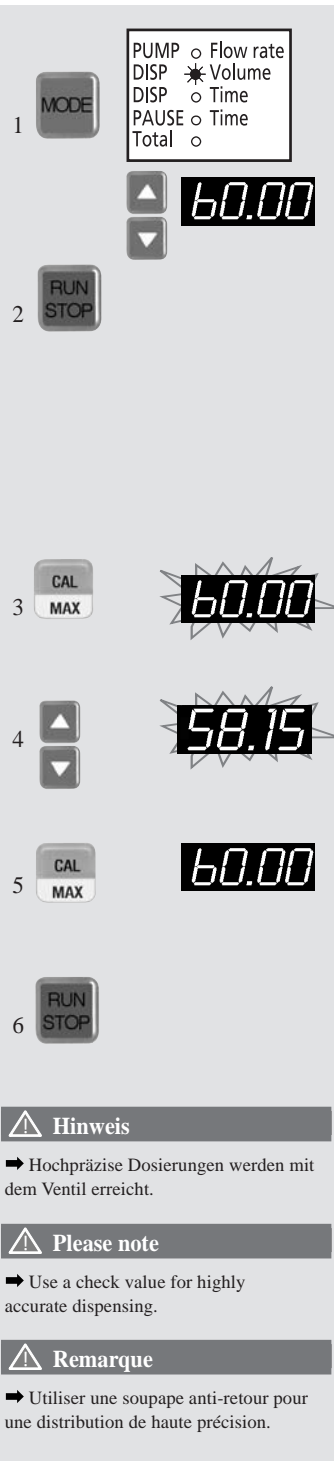 PUMP Flow rate
DISP Volume
DISP Time
PAUSE Time
Total
1 MODE
60.00
2 RUN STOP
3 CAL MAX 60.00
4 58.15
5 CAL MAX 60.00
6 RUN STOP
Hinweis
➡ Hochpräzise Dosierungen werden mit
dem Ventil erreicht.
Please note
➡ Use a check value for highly
accurate dispensing.
Remarque
➡ Utiliser une soupape anti-retour pour
une distribution de haute précision.